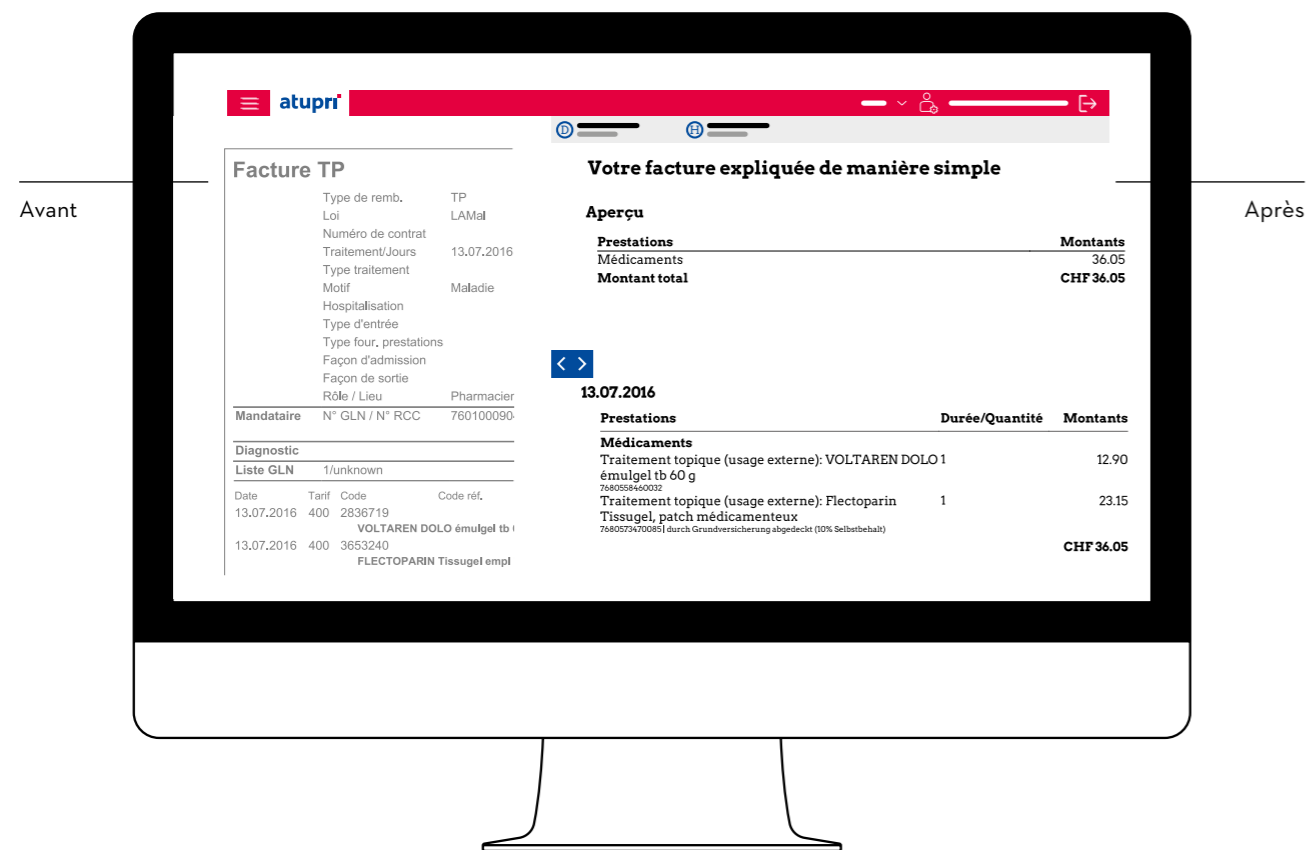 atupri
D
H
Avant
Après
Facture TP
Type de remb. TP
Loi LAMal
Numéro de contrat
Traitement/Jours 13.07.2016
Type traitement
Motif Maladie
Hospitalisation
Type d'entrée
Type four. prestations
Façon d'admission
Façon de sortie
Rôle / Lieu Pharmacien
Mandataire N° GLN / N° RCC 760100090
Diagnostic
Liste GLN 1/unknown
Date Tarif Code Code réf.
13.07.2016 400 2836719
VOLTAREN DOLO émulgel tb
13.07.2016 400 3653240
FLECTOPARIN Tissugel empl
Votre facture expliquée de manière simple
Aperçu
Prestations Montants
Médicaments 36.05
Montant total CHF 36.05
13.07.2016
Prestations Durée/Quantité Montants
Médicaments
Traitement topique (usage externe): VOLTAREN DOLO 1 12.90
émulgel tb 60 g
7680558460032
Traitement topique (usage externe): Flectoparin 1 23.15
Tissugel, patch médicamenteux
7680573470085 | durch Grundversicherung abgedeckt (10% Selbstbehalt)
CHF 36.05